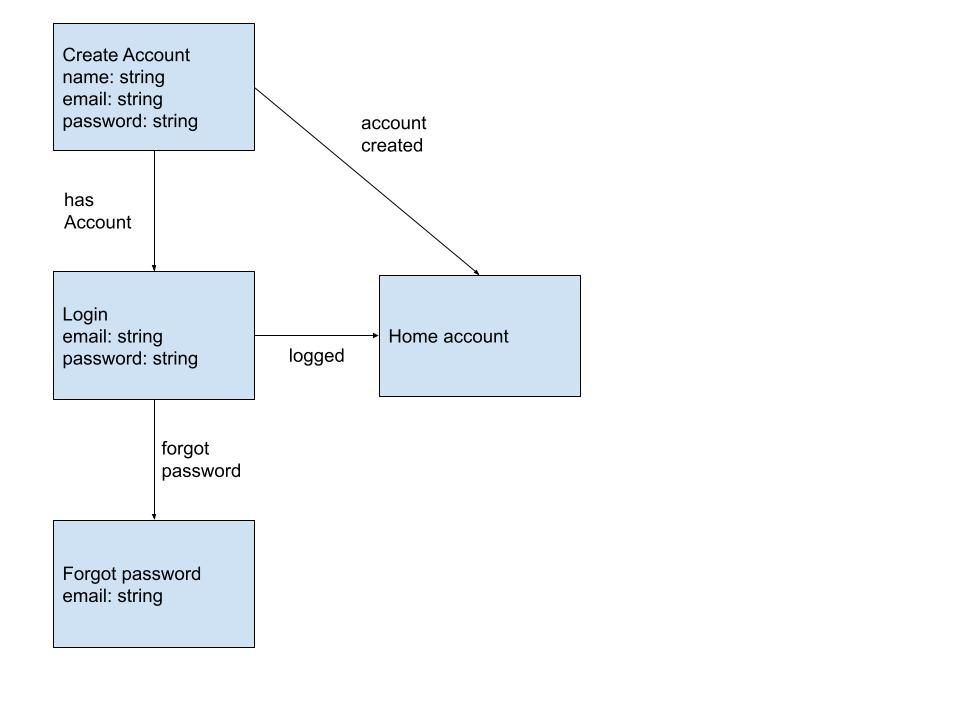 Create Account
name: string
email: string
password: string
account
created
has
Account
Login
email: string
password: string
logged
Home account
forgot
password
Forgot password
email: string